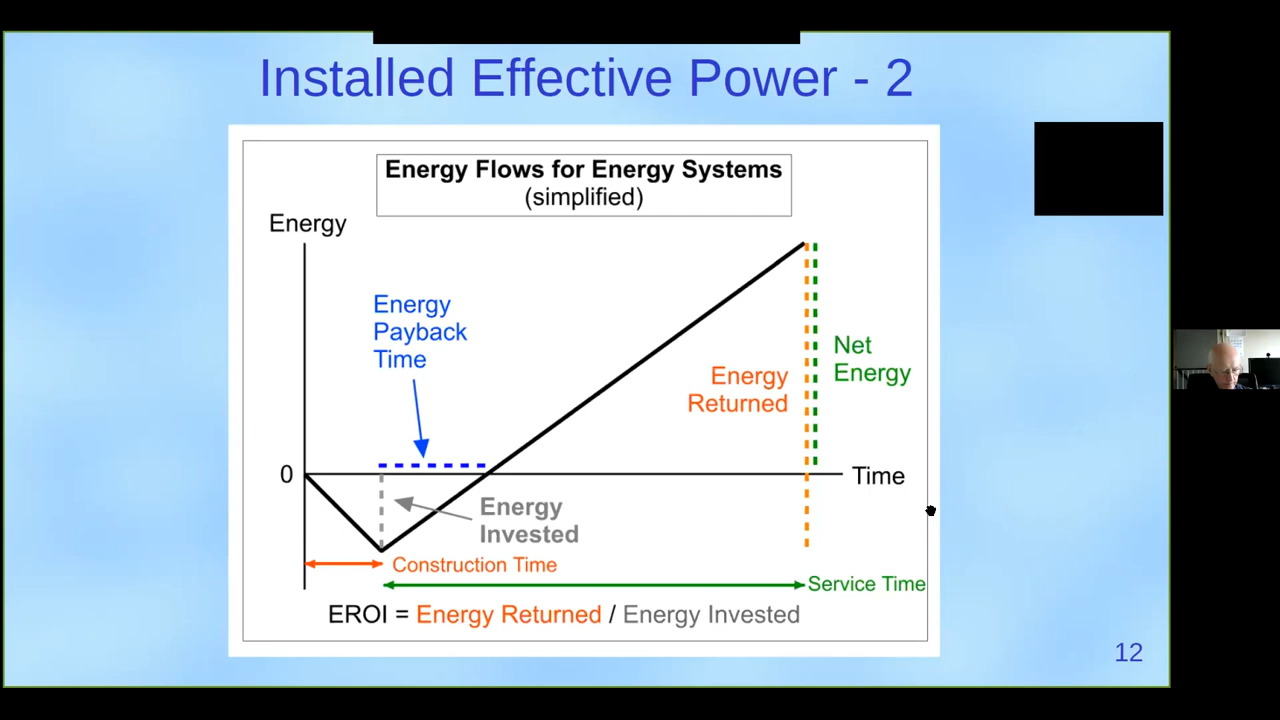 Installed Effective Power - 2
Energy Flows for Energy Systems
(simplified)
Energy
Energy
Payback
Time
Net
Energy
Energy
Returned
0
Time
Energy
Invested
Construction Time
Service Time
EROI = Energy Returned / Energy Invested
12